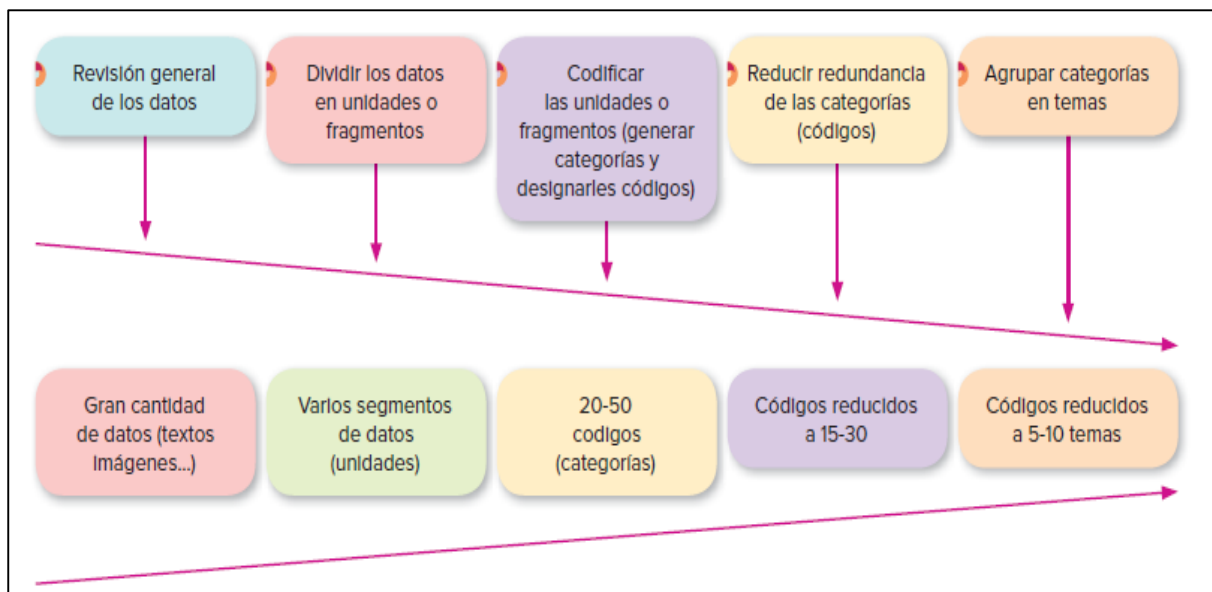 Revisión general
de los datos
Dividir los datos
en unidades o
fragmentos
Codificar
las unidades o
fragmentos (generar
categorías y
designarles códigos)
Reducir redundancia
de las categorías
(códigos)
Agrupar categorías
en temas
Gran cantidad
de datos (textos
imágenes...)
Varios segmentos
de datos
(unidades)
20-50
codigos
(categorías)
Códigos reducidos
a 15-30
Códigos reducidos
a 5-10 temas